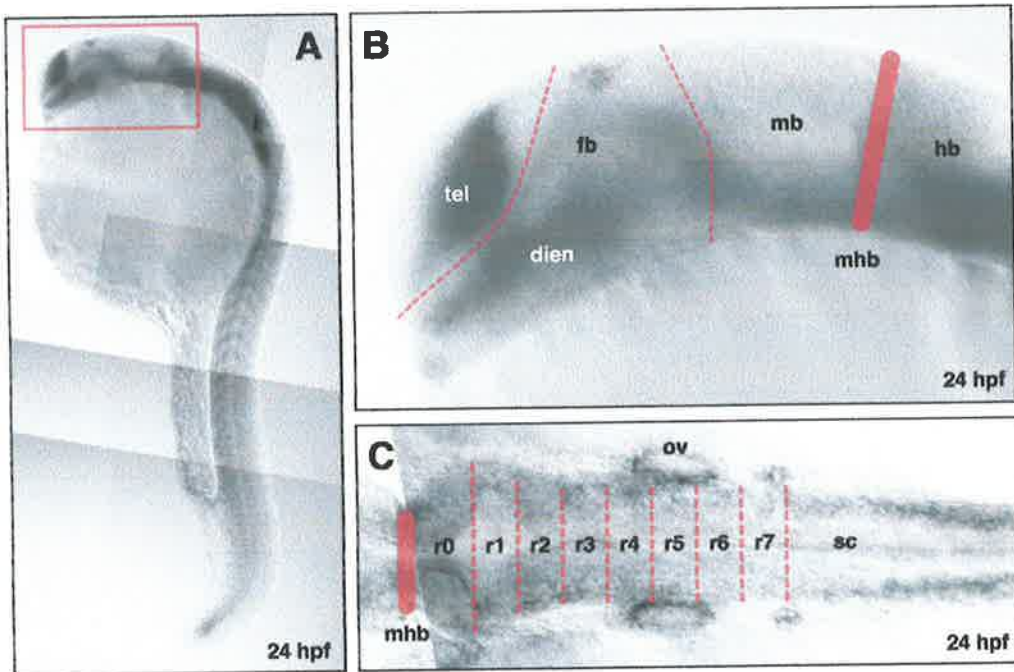 A
24 hpf
B
tel
fb
dien
mb
hb
mhb
24 hpf
C
ov
r0 r1 r2 r3 r4 r5 r6 r7 sc
mhb
24 hpf